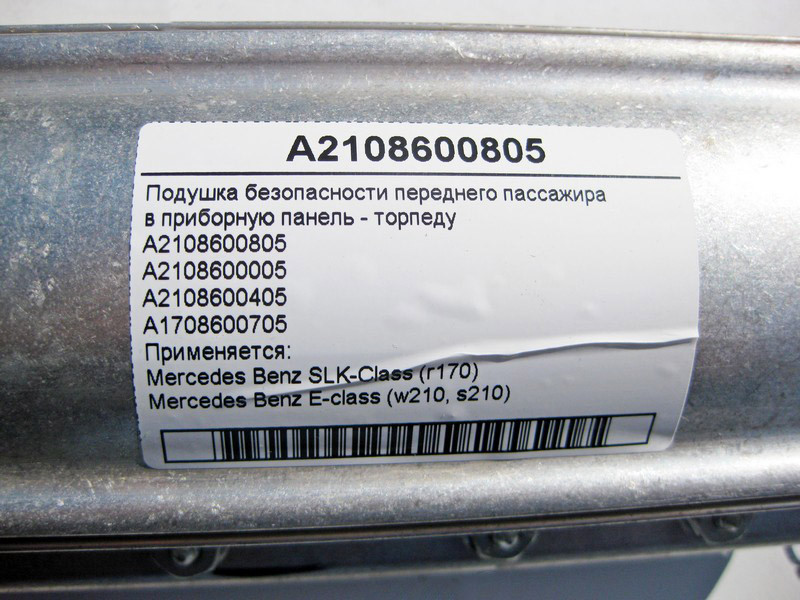 A2108600805
Подушка безопасности переднего пассажира
в приборную панель - торпеду
A2108600805
A2108600005
A2108600405
A1708600705
Применяется:
Mercedes Benz SLK-Class (r170)
Mercedes Benz E-class (w210, s210)